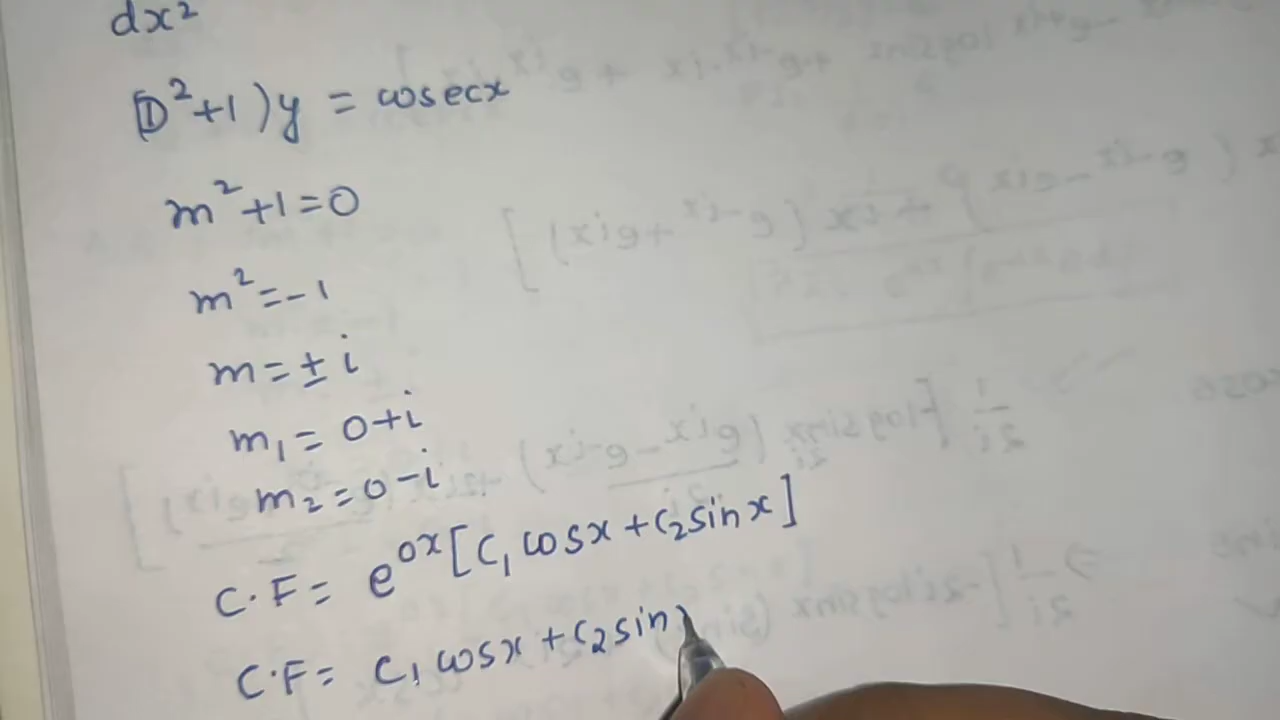 dx²
(D²+1)y = cosecx
m²+1=0
m²=-1
m=± i
m₁ = 0+i
m₂ = 0-i
C.F = e⁰ˣ[C₁ cosx + C₂ sinx]
C.F = C₁ cosx + C₂ sin